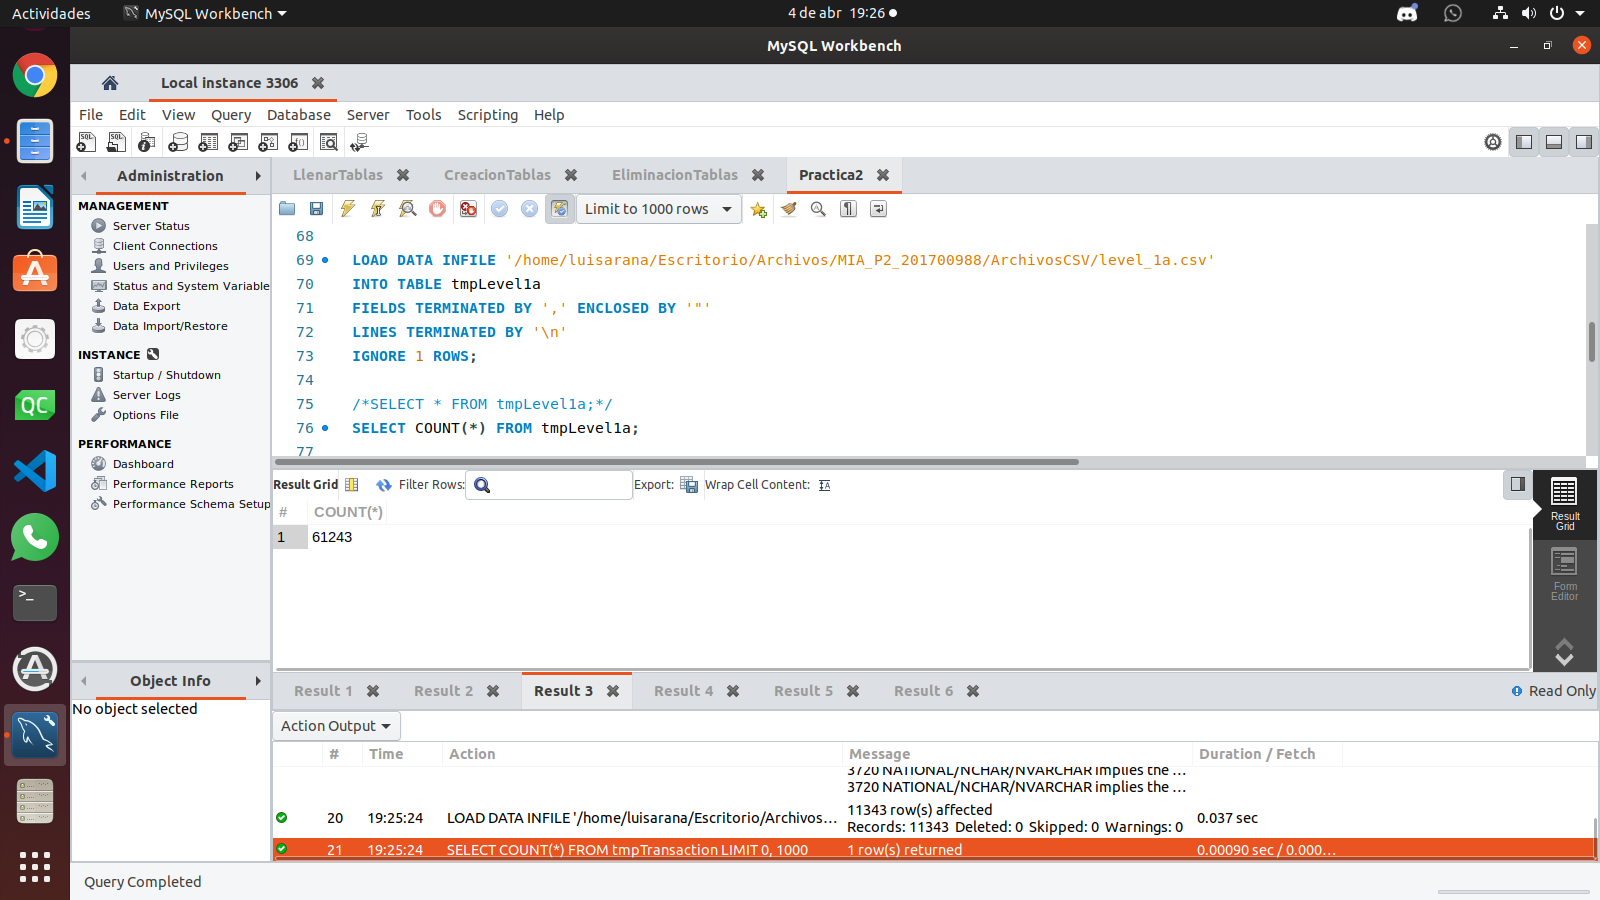 Actividades
MySQL Workbench
4 de abr 19:26
MySQL Workbench
Local instance 3306
File Edit View Query Database Server Tools Scripting Help
Administration
MANAGEMENT
Server Status
Client Connections
Users and Privileges
Status and System Variable
Data Export
Data Import/Restore
INSTANCE
Startup / Shutdown
Server Logs
Options File
PERFORMANCE
Dashboard
Performance Reports
Performance Schema Setup
Object Info
No object selected
LlenarTablas CreacionTablas EliminacionTablas Practica2
Limit to 1000 rows
68
69 LOAD DATA INFILE '/home/luisarana/Escritorio/Archivos/MIA_P2_201700988/ArchivosCSV/level_1a.csv'
70 INTO TABLE tmpLevel1a
71 FIELDS TERMINATED BY ',' ENCLOSED BY '"'
72 LINES TERMINATED BY '\n'
73 IGNORE 1 ROWS;
74
75 /*SELECT * FROM tmpLevel1a;*/
76 SELECT COUNT(*) FROM tmpLevel1a;
77
Result Grid Filter Rows: Export: Wrap Cell Content:
# COUNT(*)
1 61243
Result Grid
Form Editor
Result 1 Result 2 Result 3 Result 4 Result 5 Result 6
Read Only
Action Output
# Time Action Message Duration / Fetch
3720 NATIONAL/NCHAR/NVARCHAR implies the ...
3720 NATIONAL/NCHAR/NVARCHAR implies the ...
20 19:25:24 LOAD DATA INFILE '/home/luisarana/Escritorio/Archivos... 11343 row(s) affected
Records: 11343 Deleted: 0 Skipped: 0 Warnings: 0 0.037 sec
21 19:25:24 SELECT COUNT(*) FROM tmpTransaction LIMIT 0, 1000 1 row(s) returned 0.00090 sec / 0.000...
Query Completed